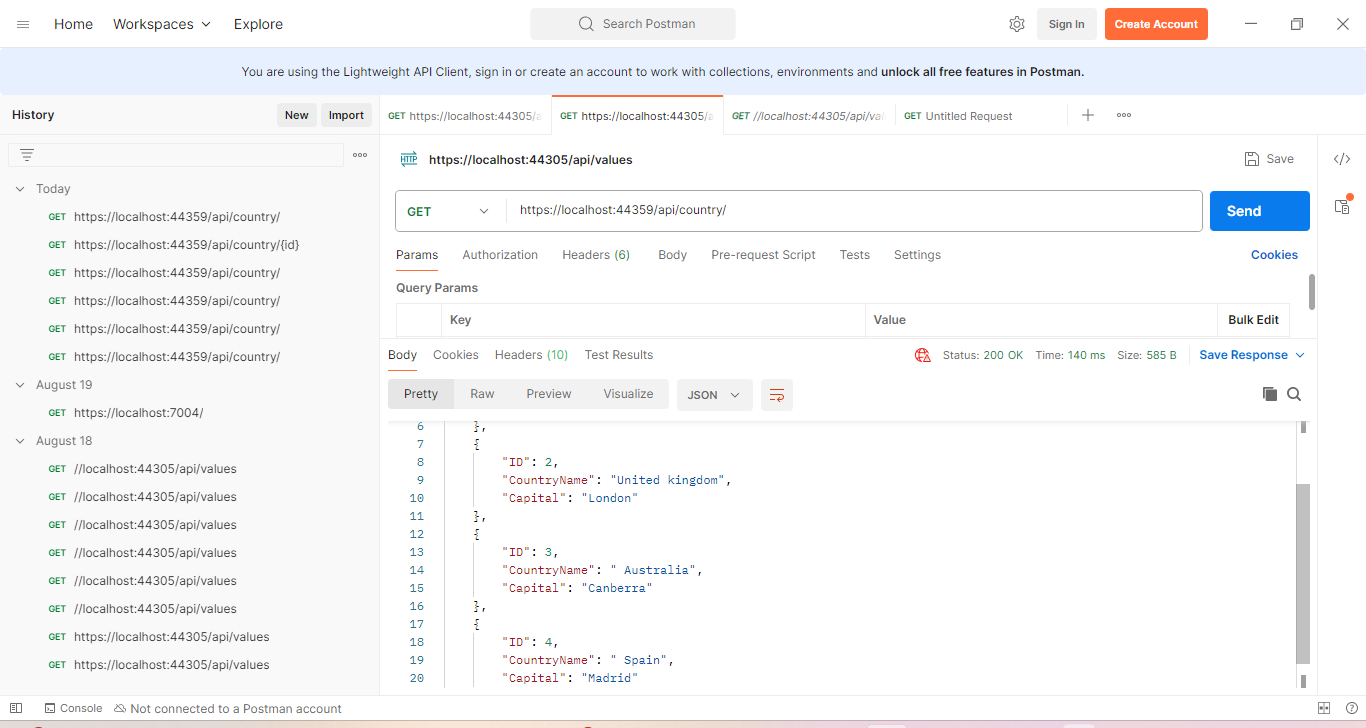 Home Workspaces Explore Search Postman Sign In Create Account
You are using the Lightweight API Client, sign in or create an account to work with collections, environments and unlock all free features in Postman.
History New Import
GET https://localhost:44305/a GET https://localhost:44305/a GET //localhost:44305/api/val GET Untitled Request
HTTP https://localhost:44305/api/values Save
Today
GET https://localhost:44359/api/country/
GET https://localhost:44359/api/country/{id}
GET https://localhost:44359/api/country/
GET https://localhost:44359/api/country/
GET https://localhost:44359/api/country/
GET https://localhost:44359/api/country/
August 19
GET https://localhost:7004/
August 18
GET //localhost:44305/api/values
GET //localhost:44305/api/values
GET //localhost:44305/api/values
GET //localhost:44305/api/values
GET //localhost:44305/api/values
GET //localhost:44305/api/values
GET https://localhost:44305/api/values
GET https://localhost:44305/api/values
GET https://localhost:44359/api/country/ Send
Params Authorization Headers (6) Body Pre-request Script Tests Settings Cookies
Query Params
Key Value Bulk Edit
Body Cookies Headers (10) Test Results Status: 200 OK Time: 140 ms Size: 585 B Save Response
Pretty Raw Preview Visualize JSON
6 },
7 {
8 "ID": 2,
9 "CountryName": "United kingdom",
10 "Capital": "London"
11 },
12 {
13 "ID": 3,
14 "CountryName": " Australia",
15 "Capital": "Canberra"
16 },
17 {
18 "ID": 4,
19 "CountryName": " Spain",
20 "Capital": "Madrid"
Console Not connected to a Postman account